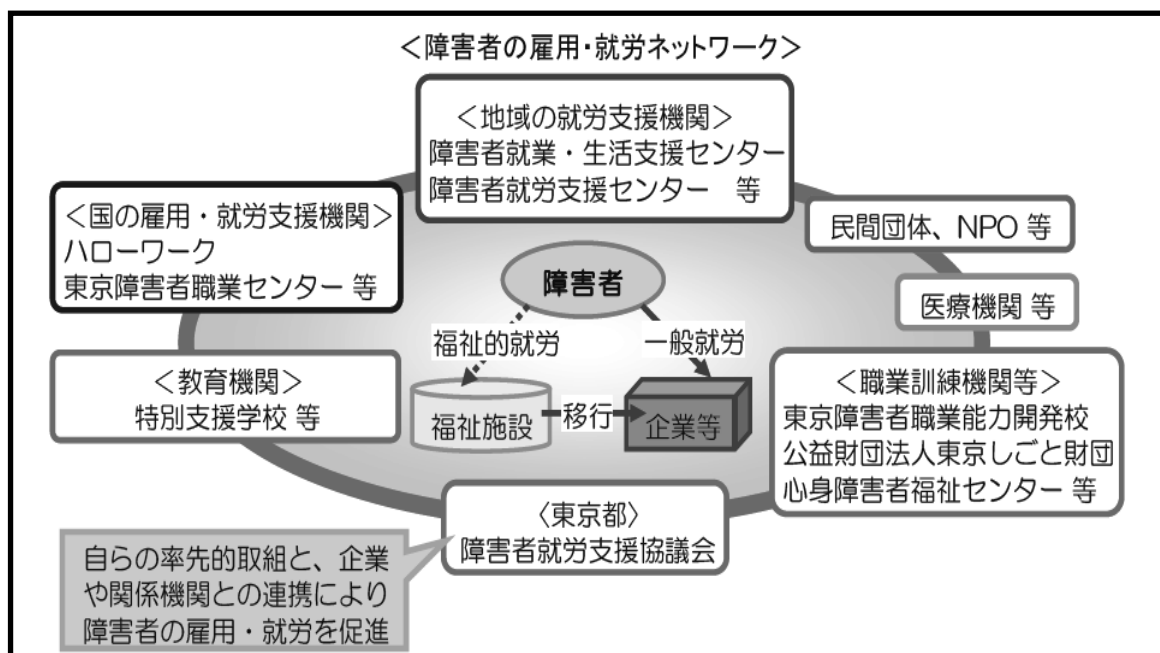 ＜障害者の雇用・就労ネットワーク＞
＜地域の就労支援機関＞
障害者就業・生活支援センター
障害者就労支援センター　等
＜国の雇用・就労支援機関＞
ハローワーク
東京障害者職業センター 等
民間団体、NPO 等
医療機関 等
障害者
福祉的就労
一般就労
福祉施設
移行
企業等
＜教育機関＞
特別支援学校 等
＜職業訓練機関等＞
東京障害者職業能力開発校
公益財団法人東京しごと財団
心身障害者福祉センター 等
〈東京都〉
障害者就労支援協議会
自らの率先的取組と、企業
や関係機関との連携により
障害者の雇用・就労を促進